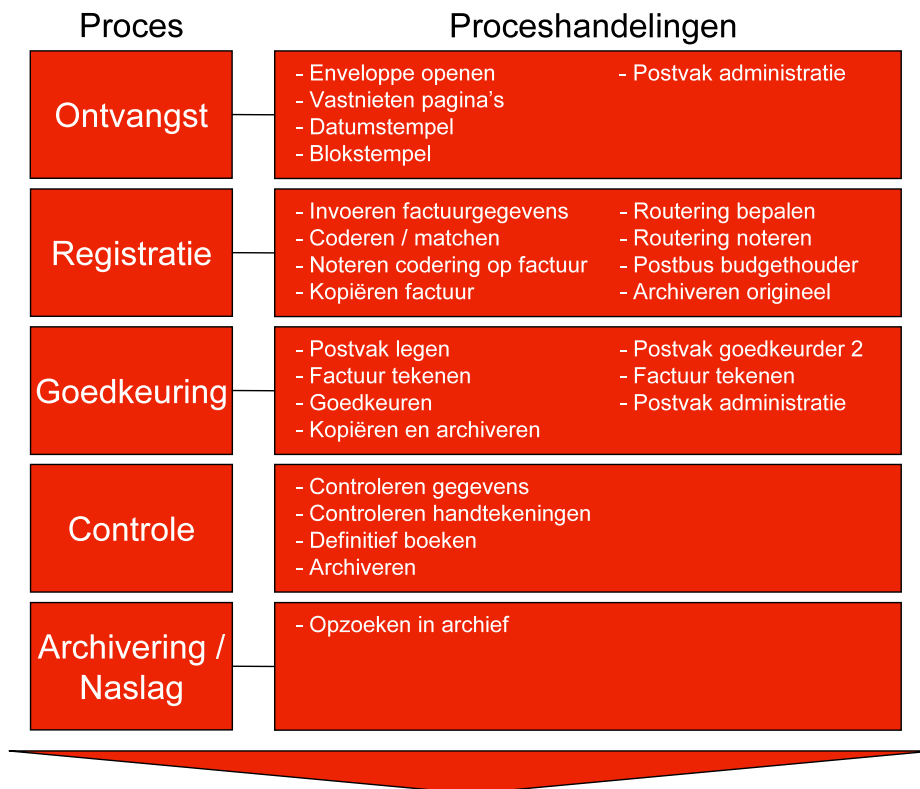 Proces
Proceshandelingen
Ontvangst
- Enveloppe openen
- Vastnieten pagina's
- Datumstempel
- Blokstempel
- Postvak administratie
Registratie
- Invoeren factuurgegevens
- Coderen / matchen
- Noteren codering op factuur
- Kopiëren factuur
- Routering bepalen
- Routering noteren
- Postbus budgethouder
- Archiveren origineel
Goedkeuring
- Postvak legen
- Factuur tekenen
- Goedkeuren
- Kopiëren en archiveren
- Postvak goedkeurder 2
- Factuur tekenen
- Postvak administratie
Controle
- Controleren gegevens
- Controleren handtekeningen
- Definitief boeken
- Archiveren
Archivering /
Naslag
- Opzoeken in archief